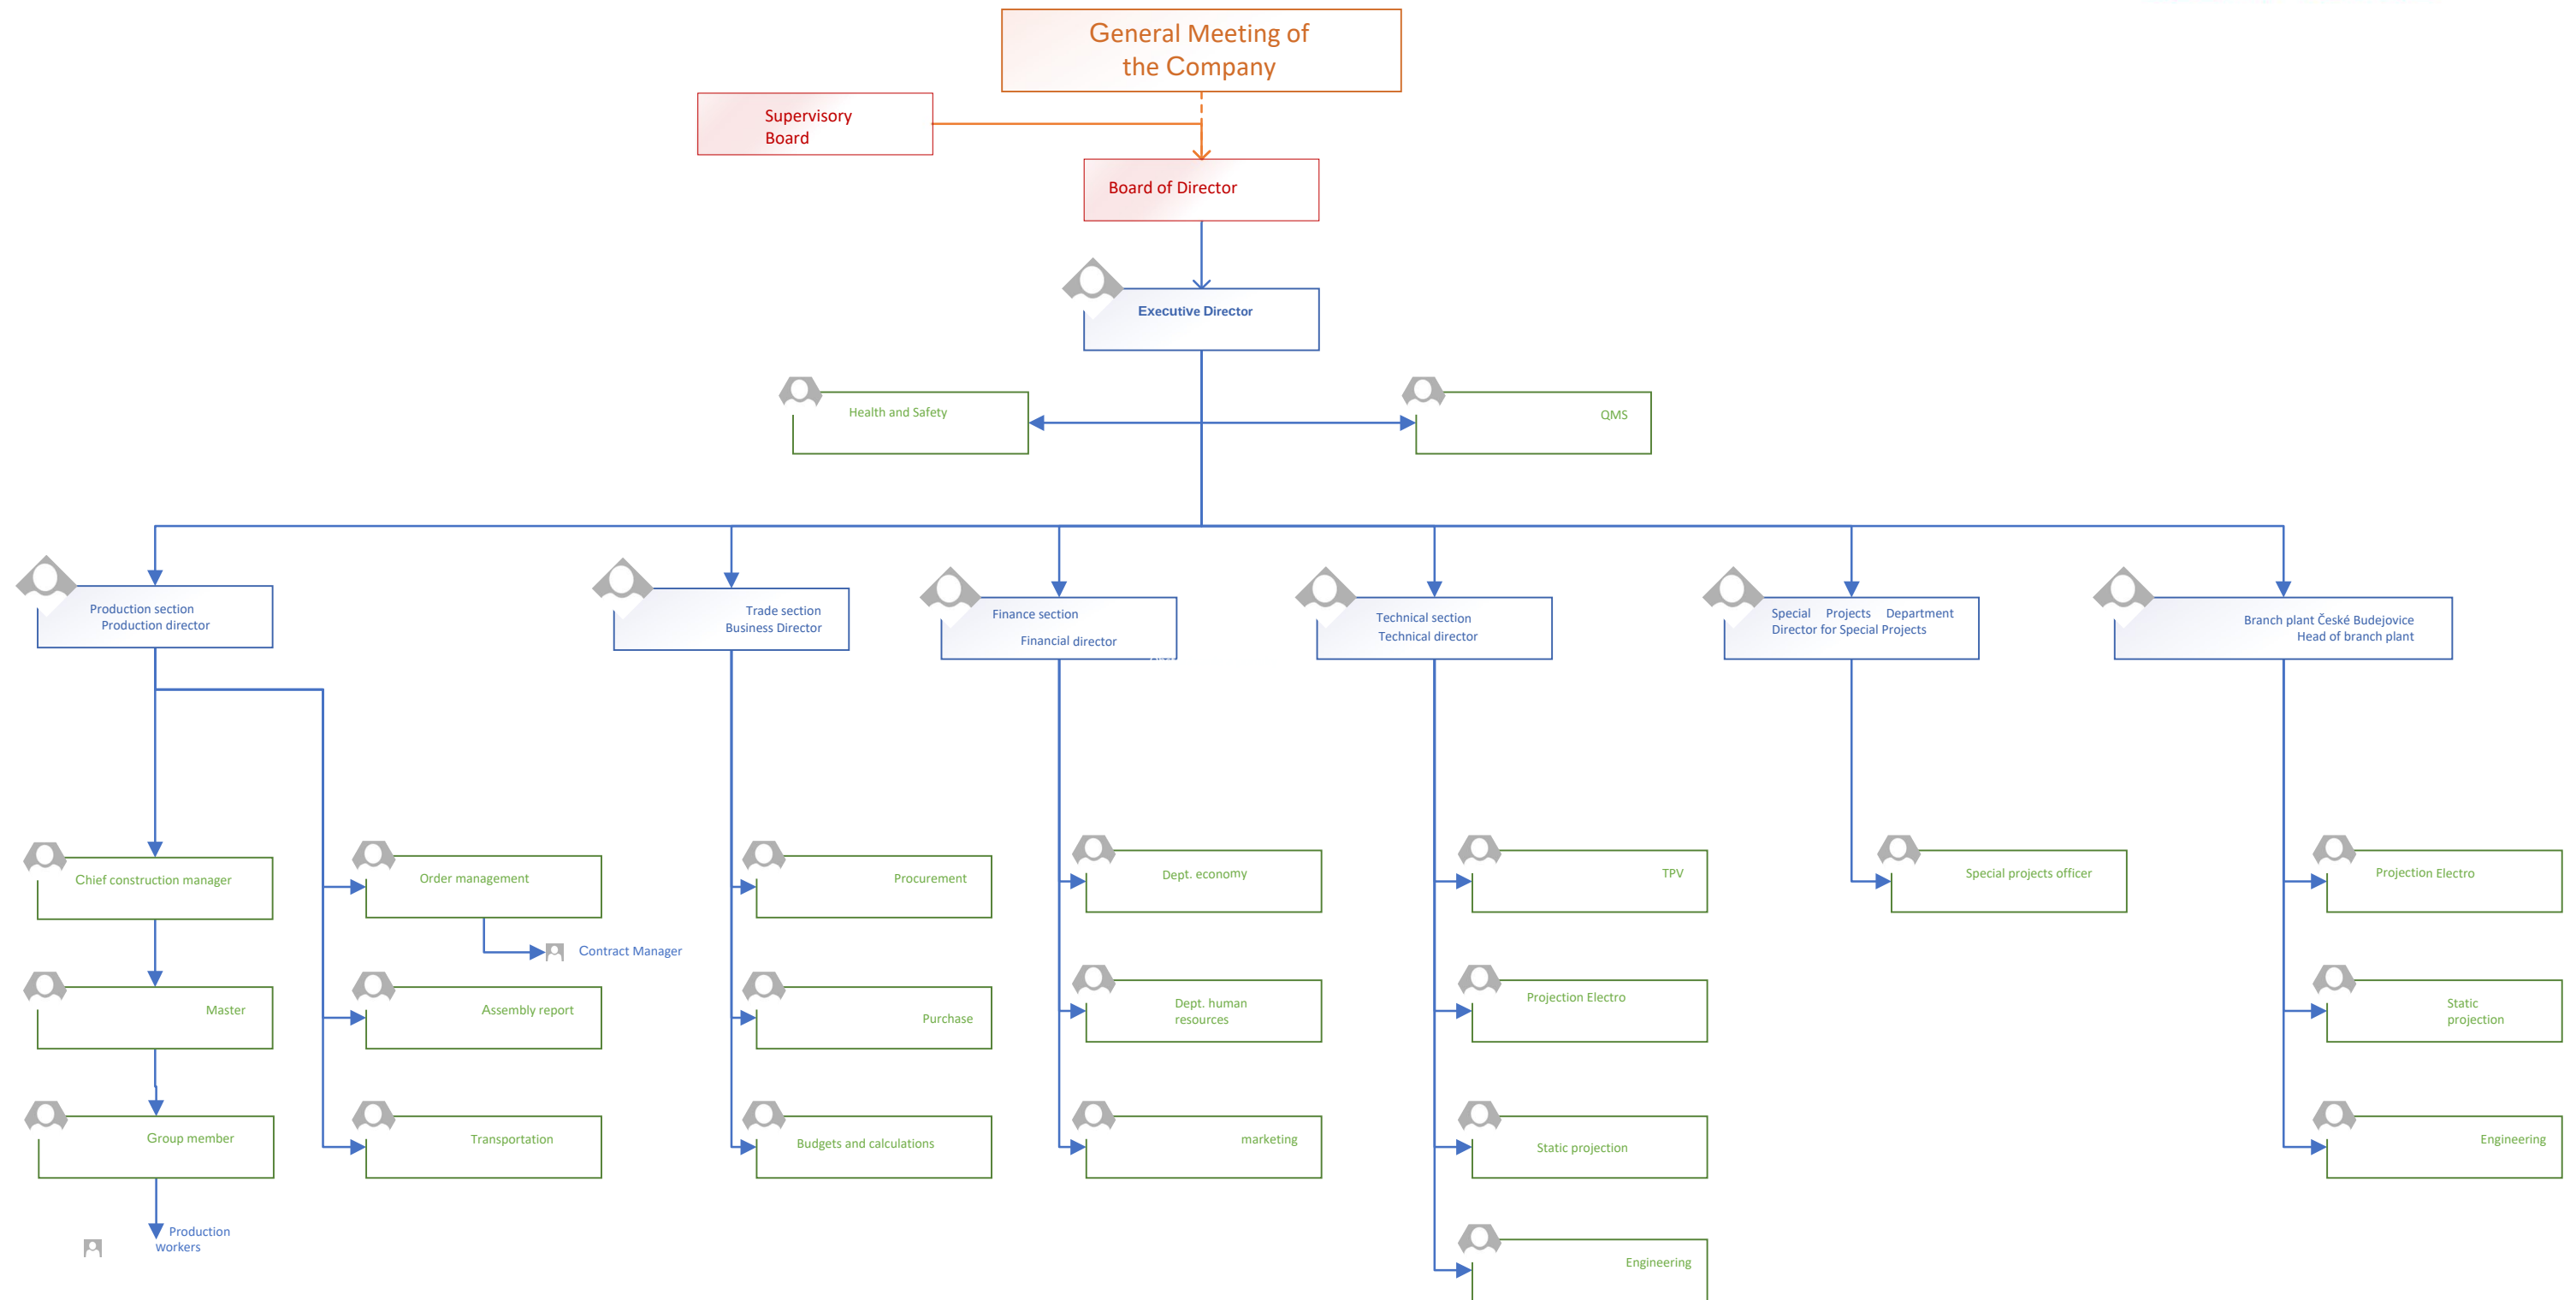 General Meeting of
the Company
Supervisory
Board
Board of Director
Executive Director
Health and Safety
QMS
Production section
Production director
Trade section
Business Director
Finance section
Financial director
Technical section
Technical director
Special Projects Department
Director for Special Projects
Branch plant České Budejovice
Head of branch plant
Chief construction manager
Order management
Procurement
Dept. economy
TPV
Special projects officer
Projection Electro
Contract Manager
Master
Assembly report
Purchase
Dept. human
resources
Projection Electro
Static
projection
Group member
Transportation
Budgets and calculations
marketing
Static projection
Engineering
Production
workers
Engineering